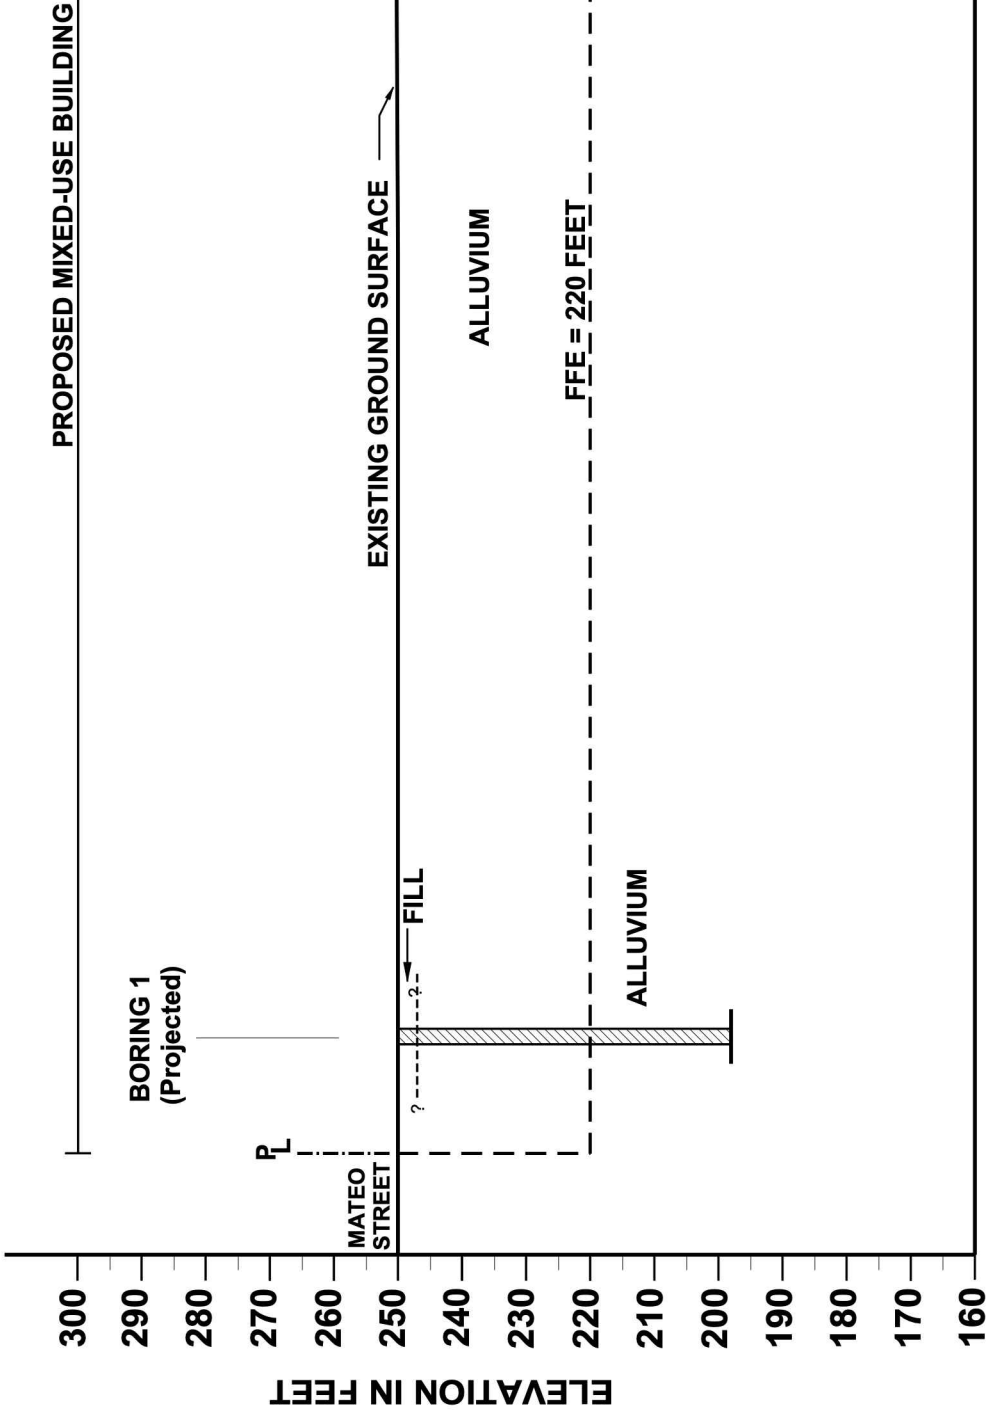 PROPOSED MIXED-USE BUILDING
BORING 1
(Projected)
PL
MATEO
STREET
EXISTING GROUND SURFACE
FILL
?
?
ALLUVIUM
FFE = 220 FEET
ALLUVIUM
ELEVATION IN FEET
300
290
280
270
260
250
240
230
220
210
200
190
180
170
160